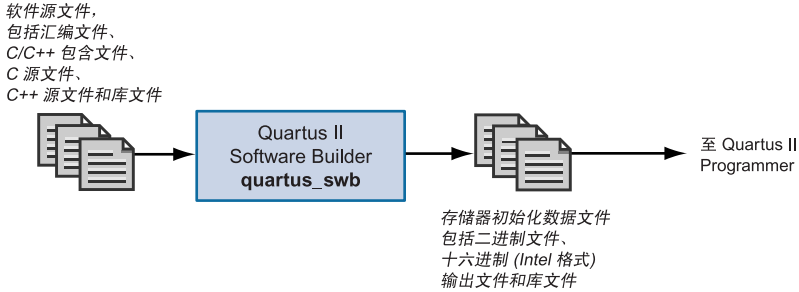 软件源文件，
包括汇编文件、
C/C++ 包含文件、
C 源文件、
C++ 源文件和库文件
Quartus II
Software Builder
quartus_swb
至 Quartus II
Programmer
存储器初始化数据文件
包括二进制文件、
十六进制 (Intel 格式)
输出文件和库文件